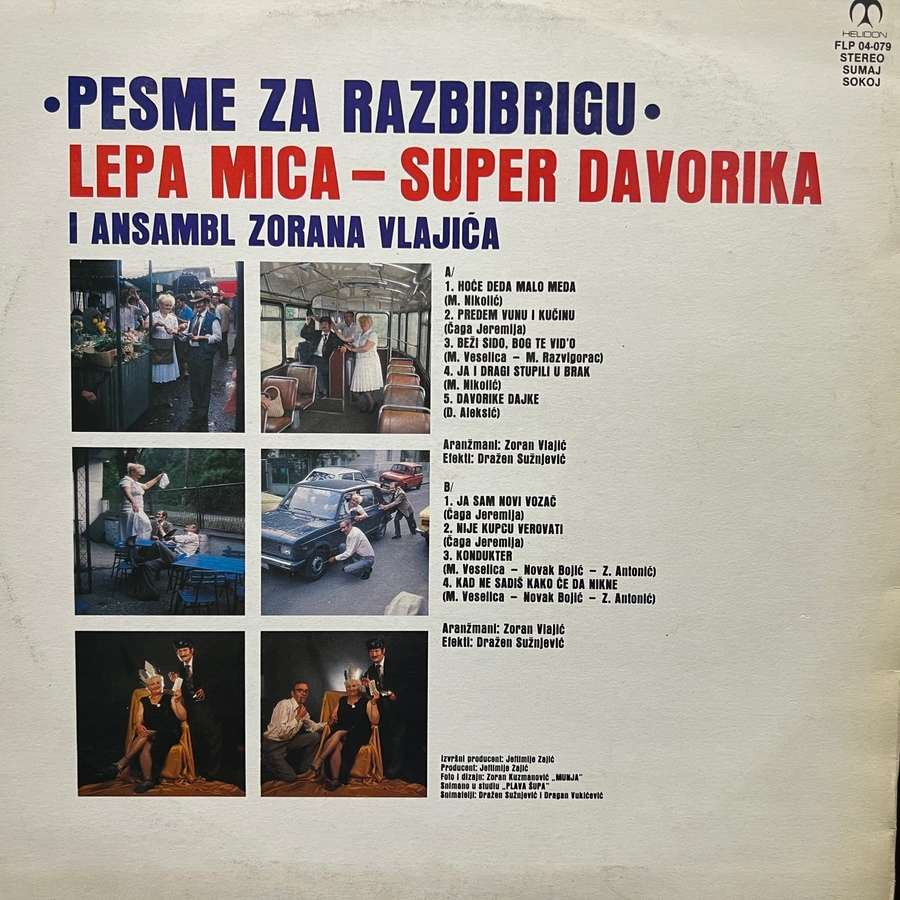 HELIDON
FLP 04-079
STEREO
SUMAJ
SOKOJ
•PESME ZA RAZBIBRIGU•
LEPA MICA – SUPER DAVORIKA
I ANSAMBL ZORANA VLAJIĆA
A/
1. HOĆE DEDA MALO MEDA
(M. Nikolić)
2. PREDEM VUNU I KUČINU
(Čaga Jeremija)
3. BEŽI SIDO, BOG TE VID'O
(M. Veselica – M. Razvigorac)
4. JA I DRAGI STUPILI U BRAK
(M. Nikolić)
5. DAVORIKE DAJKE
(D. Aleksić)
Aranžmani: Zoran Vlajić
Efekti: Dražen Sužnjević
B/
1. JA SAM NOVI VOZAČ
(Čaga Jeremija)
2. NIJE KUPCU VEROVATI
(Čaga Jeremija)
3. KONDUKTER
(M. Veselica – Novak Bojić – Z. Antonić)
4. KAD NE SADIŠ KAKO ĆE DA NIKNE
(M. Veselica – Novak Bojić – Z. Antonić)
Aranžmani: Zoran Vlajić
Efekti: Dražen Sužnjević
Izvršni producent: Jeftimije Zajić
Producent: Jeftimije Zajić
Foto i dizajn: Zoran Kuzmanović „MUNJA"
Snimano u studiu „PLAVA ŠUPA"
Snimatelji: Dražen Sužnjević i Dragan Vukićević